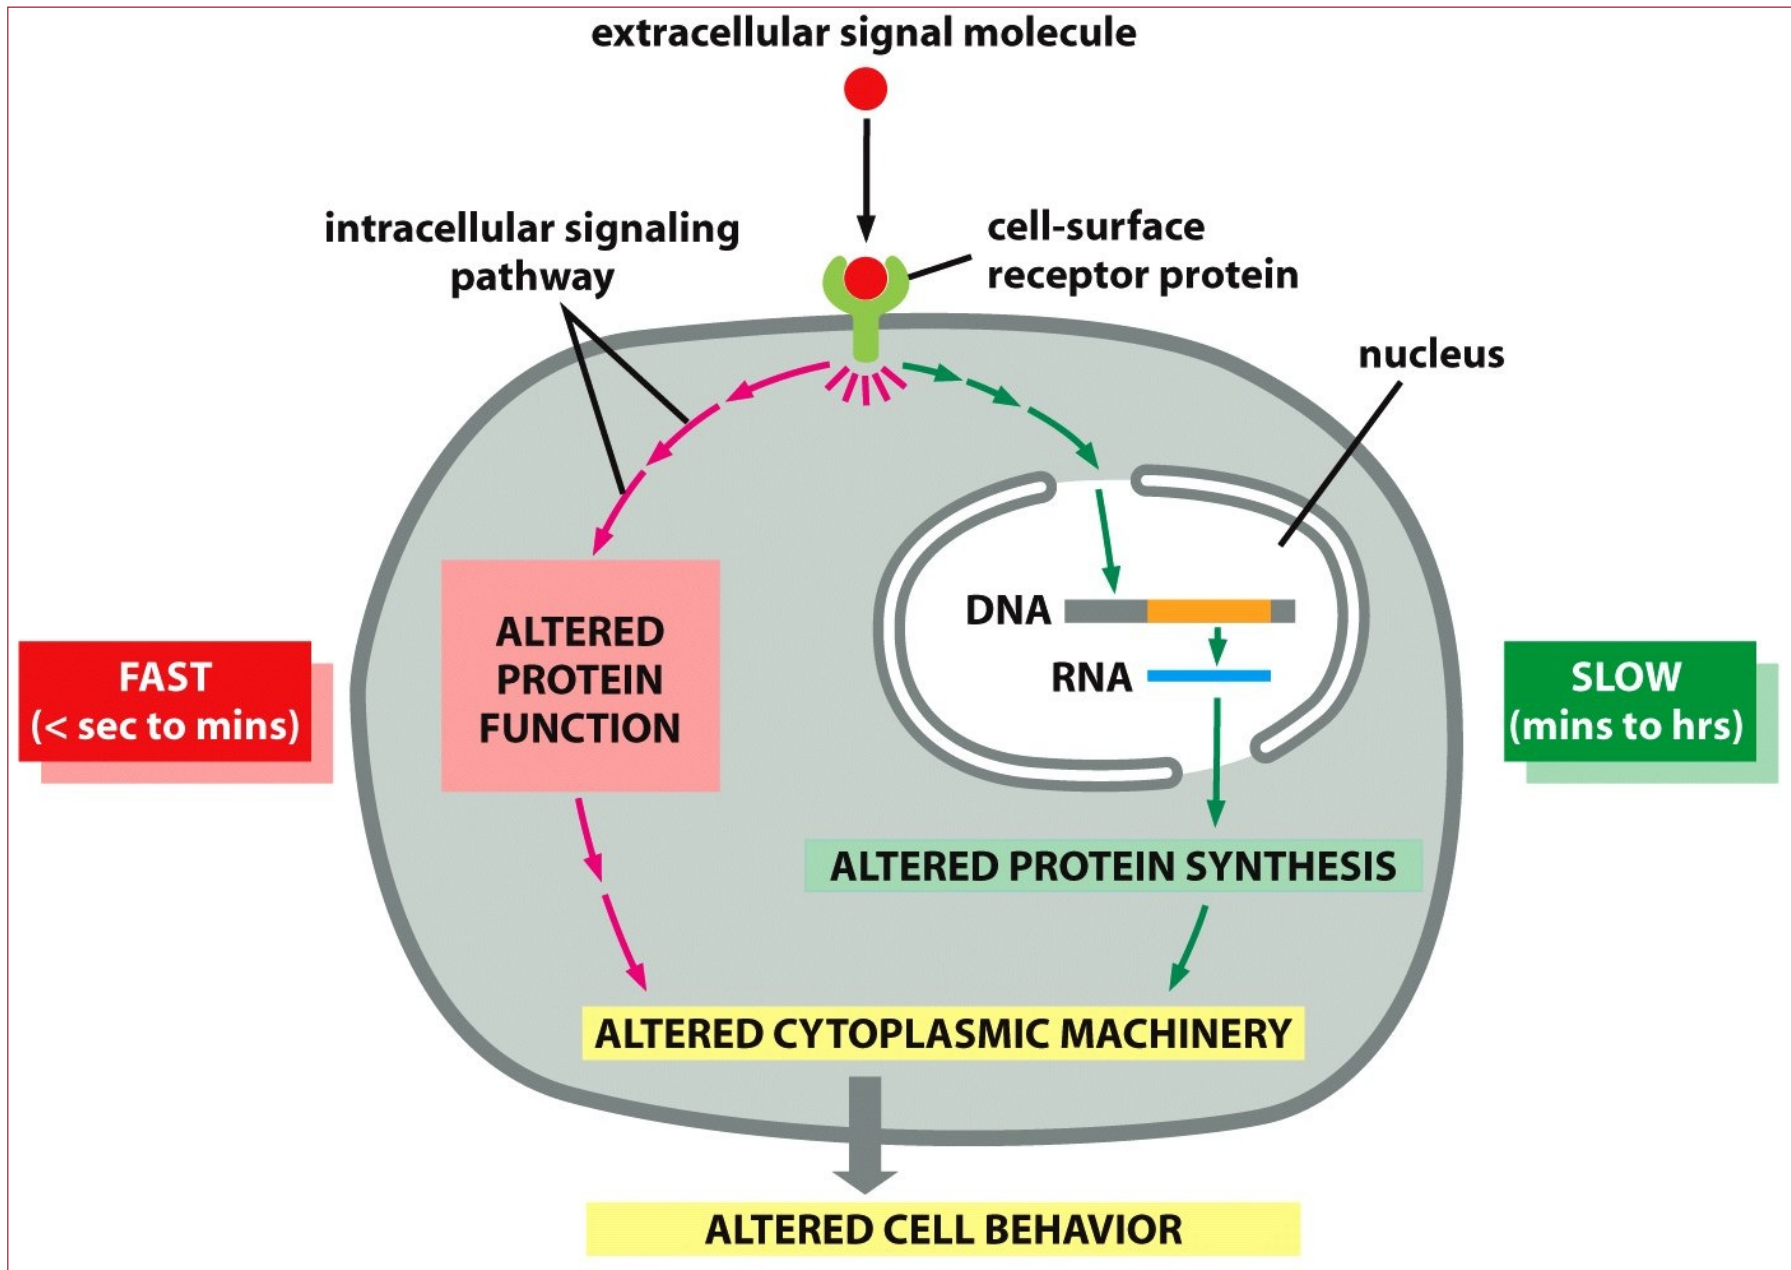 extracellular signal molecule
intracellular signaling
pathway
cell-surface
receptor protein
nucleus
DNA
RNA
ALTERED
PROTEIN
FUNCTION
FAST
(< sec to mins)
SLOW
(mins to hrs)
ALTERED PROTEIN SYNTHESIS
ALTERED CYTOPLASMIC MACHINERY
ALTERED CELL BEHAVIOR